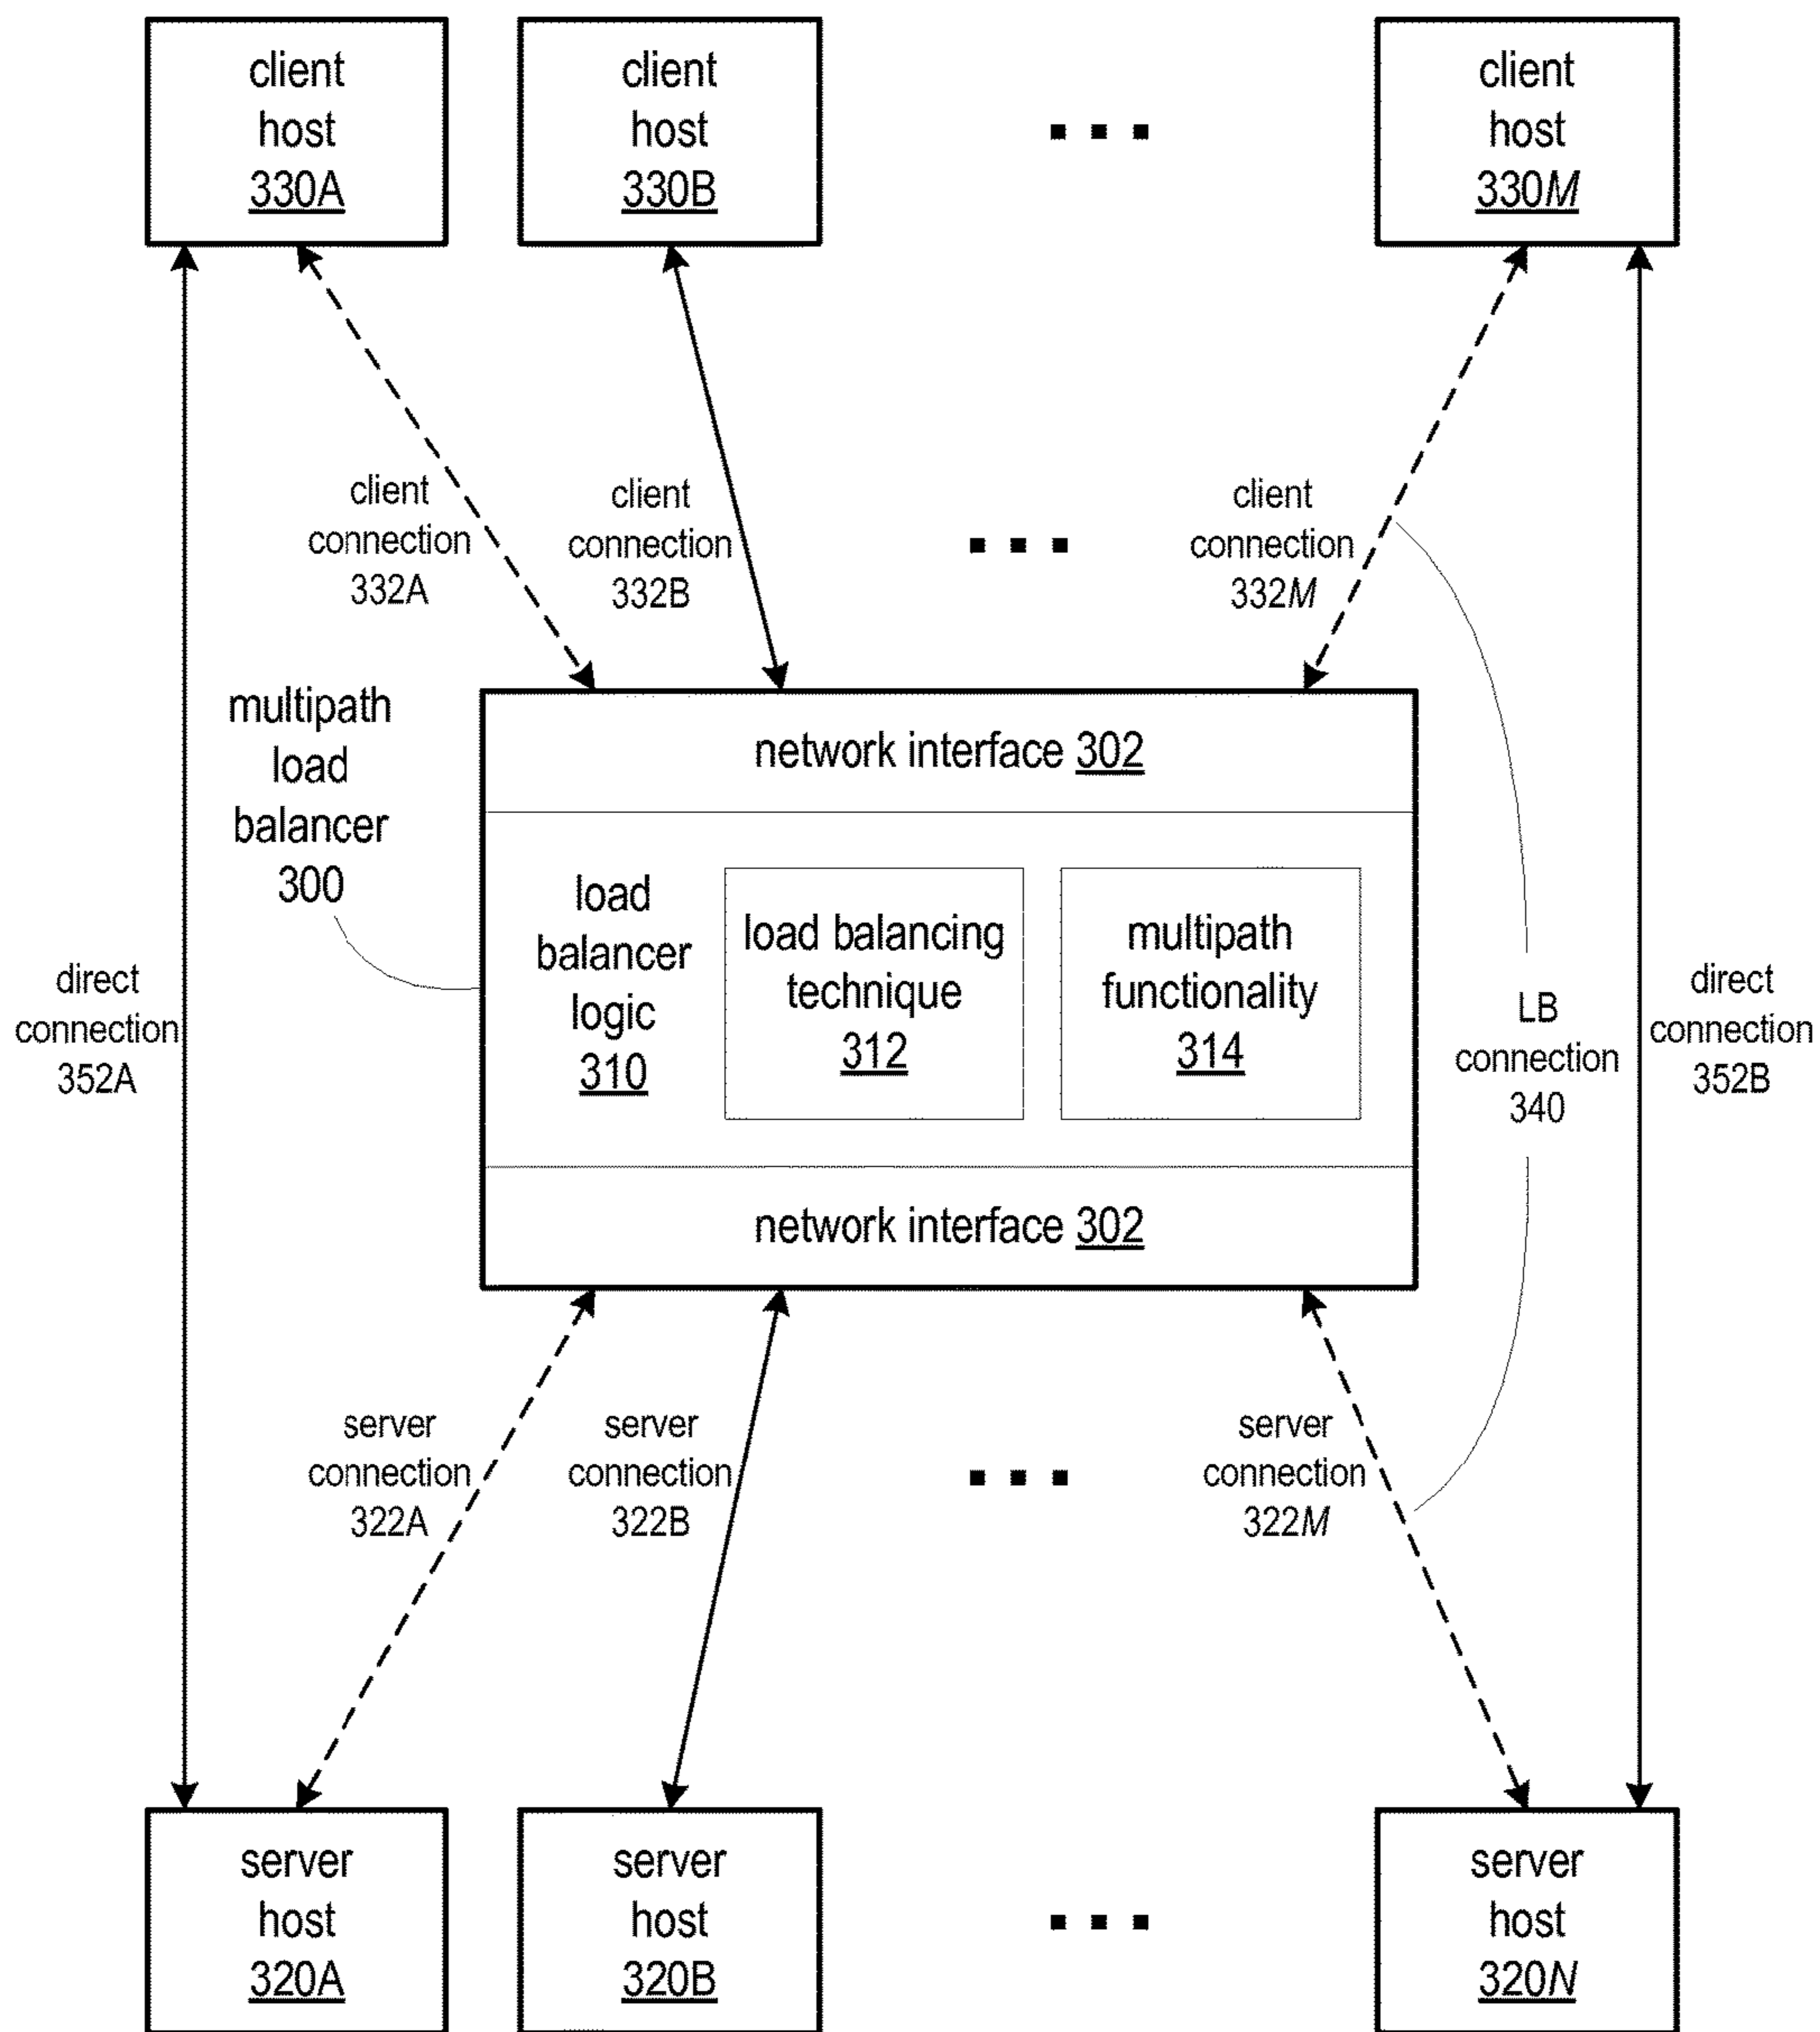 client
host
330A
client
host
330B
client
host
330M
client
connection
332A
client
connection
332B
client
connection
332M
multipath
load
balancer
300
network interface 302
load
balancer
logic
310
load balancing
technique
312
multipath
functionality
314
direct
connection
352A
LB
connection
340
direct
connection
352B
network interface 302
server
connection
322A
server
connection
322B
server
connection
322M
server
host
320A
server
host
320B
server
host
320N